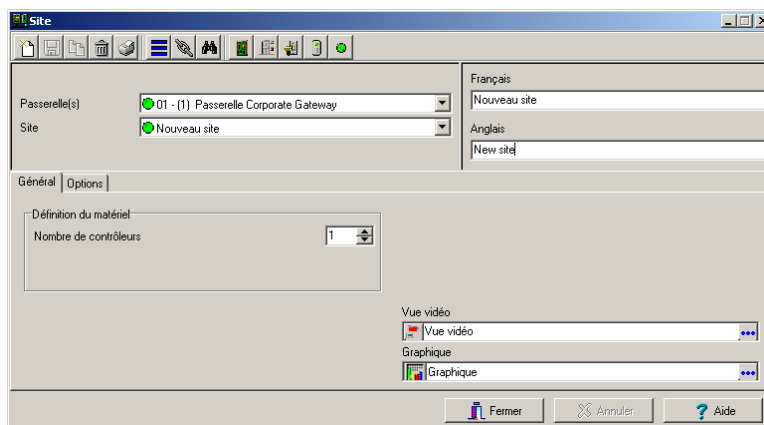 Site
Français
Passerelle(s) 01 - (1) Passerelle Corporate Gateway Nouveau site
Site Nouveau site Anglais
New site
Général Options
Définition du matériel
Nombre de contrôleurs 1
Vue vidéo
Vue vidéo
Graphique
Graphique
Fermer Annuler Aide